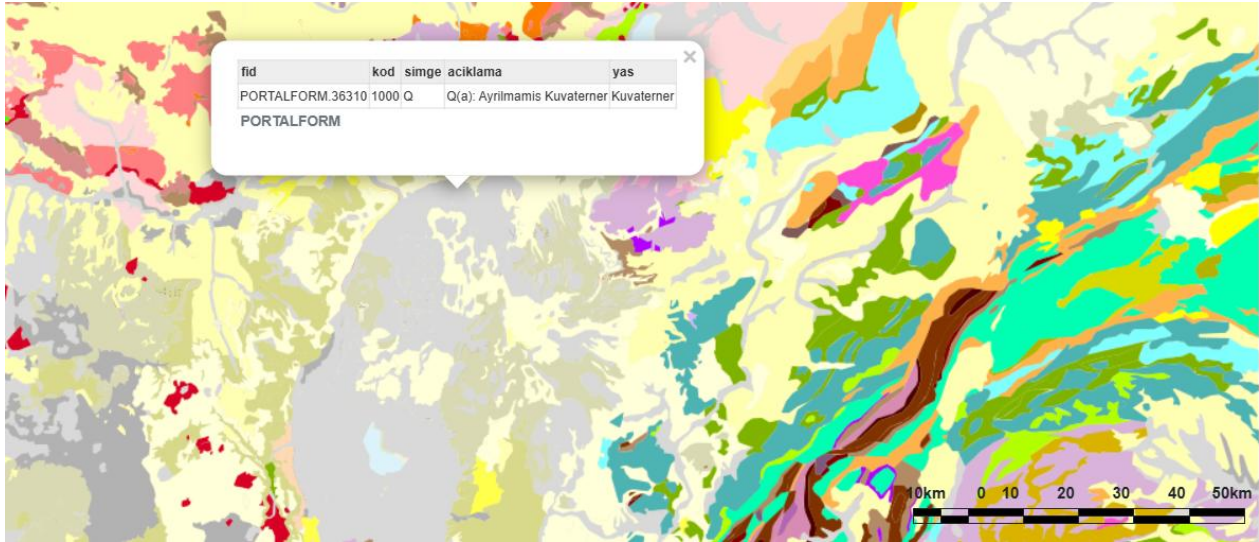 ×
fid kod simge aciklama yas
PORTALFORM.36310 1000 Q Q(a): Ayrilmamis Kuvaterner Kuvaterner
PORTALFORM
10km 0 10 20 30 40 50km